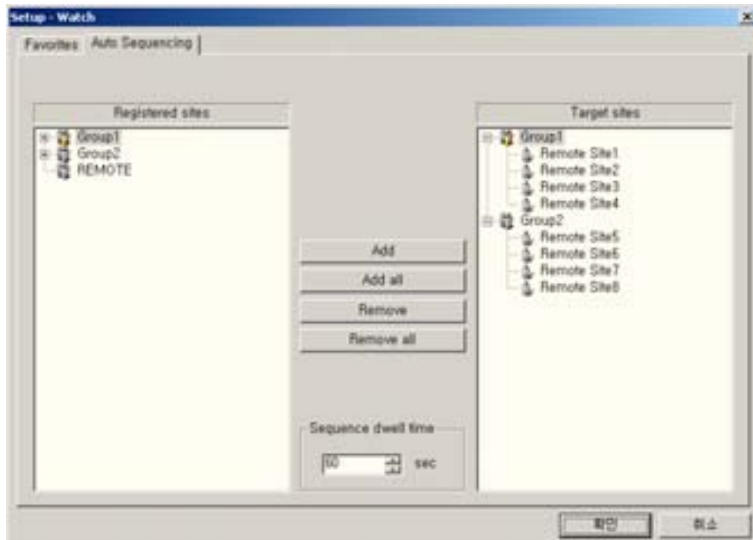 Setup - Watch
Favorites
Auto Sequencing
Registered sites
Group1
Group2
REMOTE
Add
Add all
Remove
Remove all
Sequence dwell time
60
sec
Target sites
Group1
Remote Site1
Remote Site2
Remote Site3
Remote Site4
Group2
Remote Site5
Remote Site6
Remote Site7
Remote Site8
확인
취소